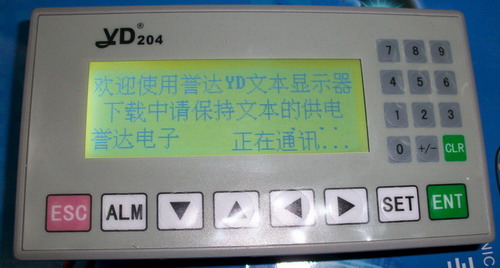 YD® 204
欢迎使用誉达YD文本显示器
下载中请保持文本的供电
誉达电子 正在通讯...
7 8 9
4 5 6
1 2 3
0 +/- CLR
ESC ALM ▼ ▲ ◀ ▶ SET ENT